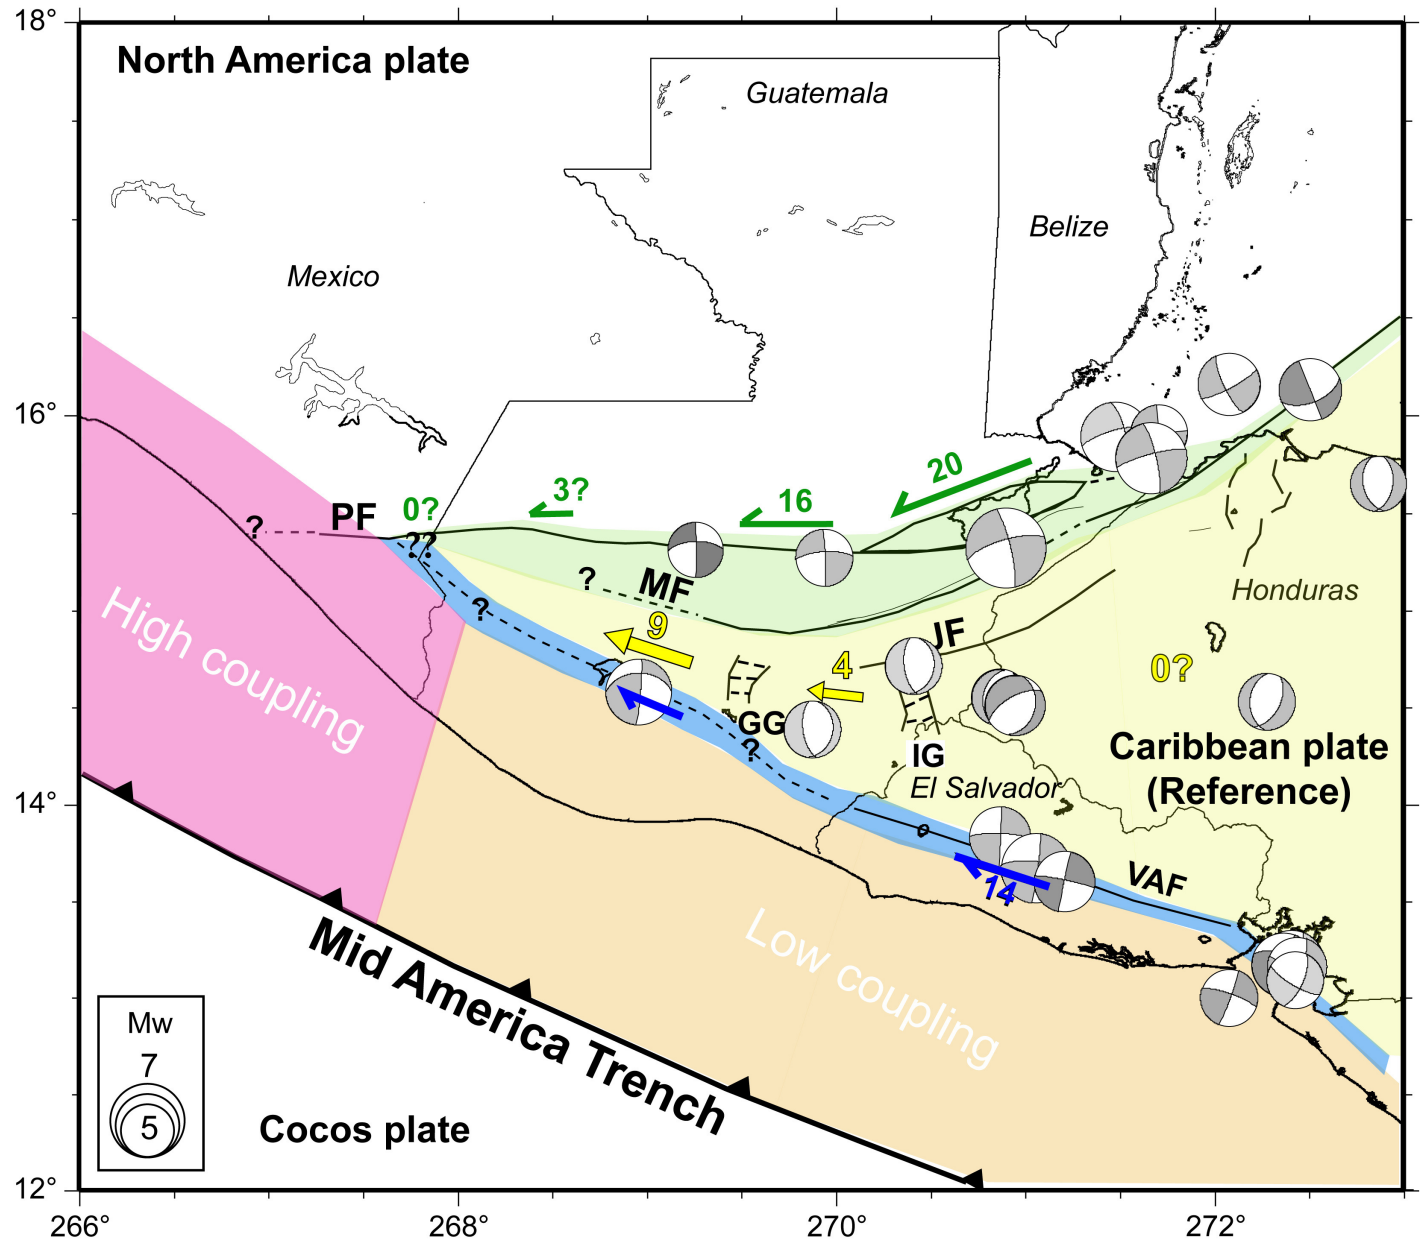 18°
North America plate
Guatemala
Belize
Mexico
16°
20
3?
0?
16
PF
?
??
?
MF
?
9
JF
Honduras
High coupling
4
0?
GG
?
IG
Caribbean plate
(Reference)
El Salvador
14°
14
VAF
Low coupling
Mid America Trench
Mw
7
5
Cocos plate
12°
266°
268°
270°
272°